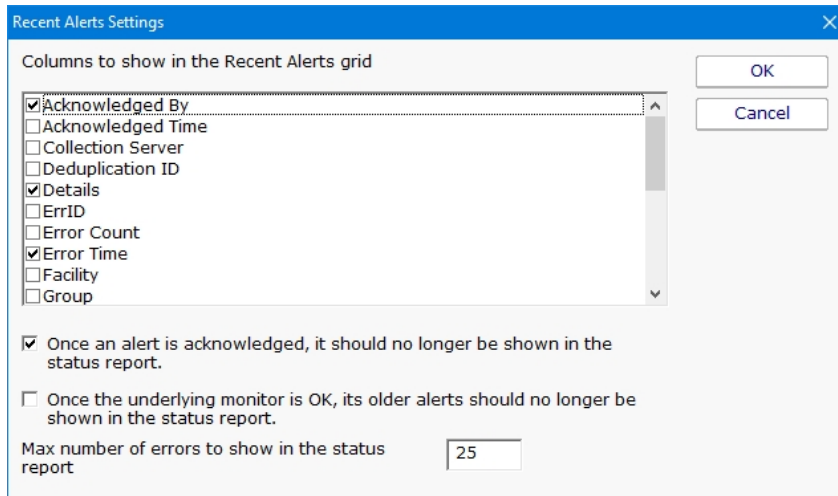 Recent Alerts Settings
Columns to show in the Recent Alerts grid
OK
Cancel
Acknowledged By
Acknowledged Time
Collection Server
Deduplication ID
Details
ErrID
Error Count
Error Time
Facility
Group
Once an alert is acknowledged, it should no longer be shown in the
status report.
Once the underlying monitor is OK, its older alerts should no longer be
shown in the status report.
Max number of errors to show in the status
report
25